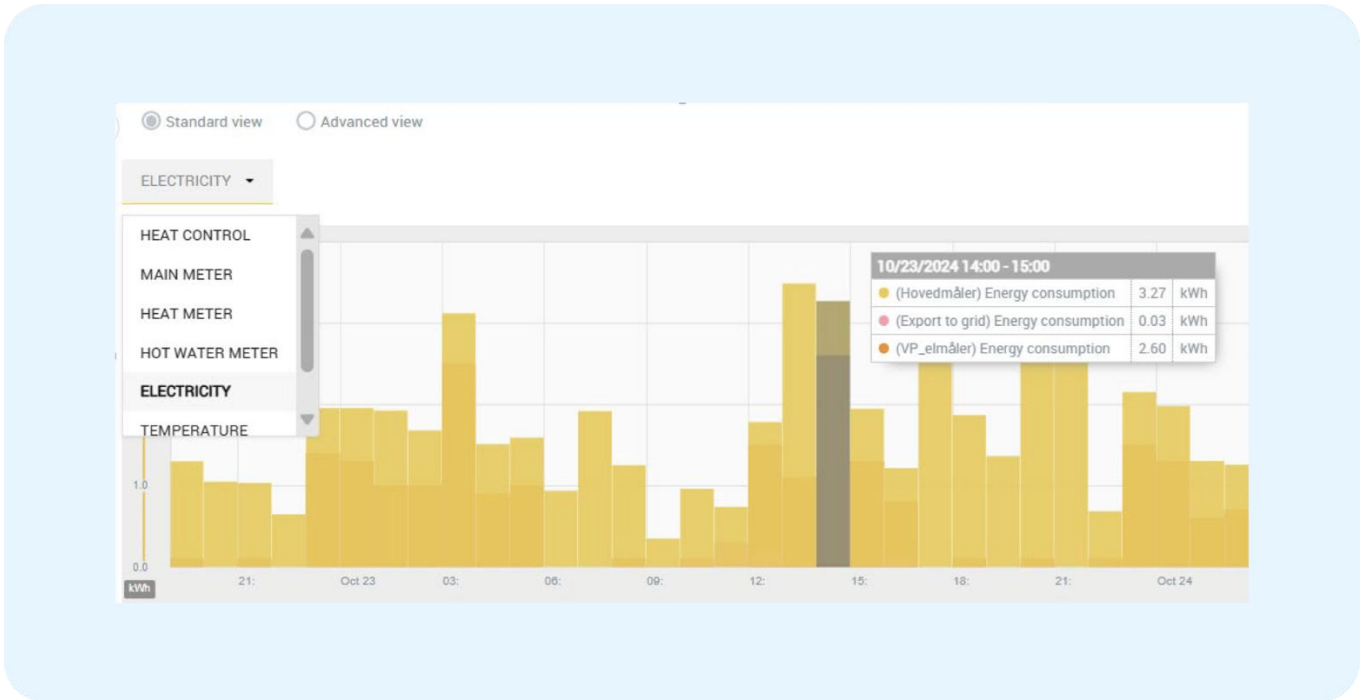 Standard view Advanced view
ELECTRICITY
HEAT CONTROL
MAIN METER
HEAT METER
HOT WATER METER
ELECTRICITY
TEMPERATURE
10/23/2024 14:00 - 15:00
(Hovedmåler) Energy consumption 3.27 kWh
(Export to grid) Energy consumption 0.03 kWh
(VP_elmåler) Energy consumption 2.60 kWh
1.0
0.0
kWh
21: Oct 23 03: 06: 09: 12: 15: 18: 21: Oct 24